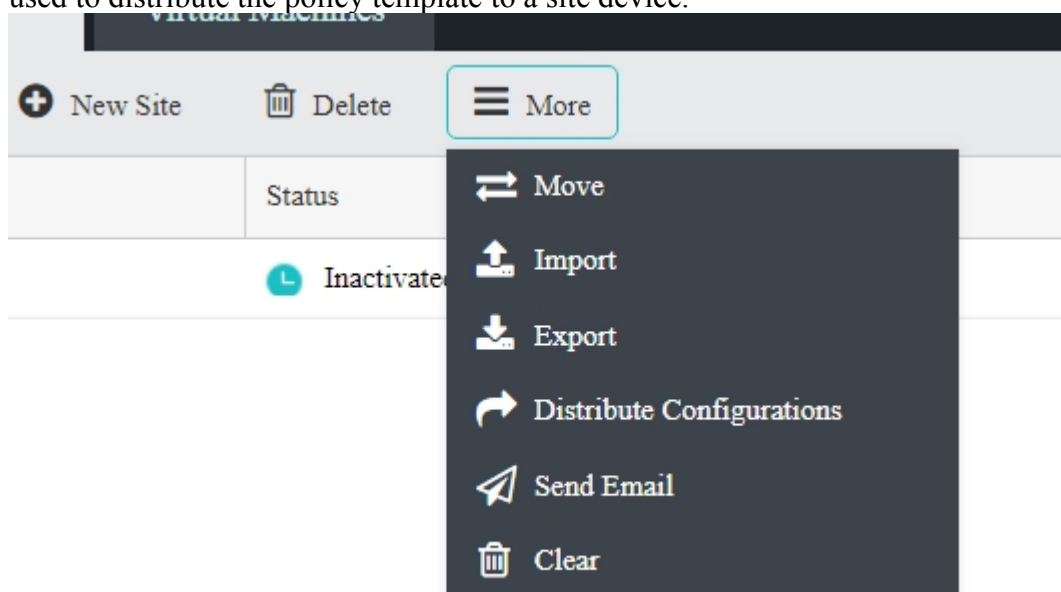 used to distribute the policy template to a site device.
Virtual Machines
New Site Delete More
Status
Move
Import
Inactivated
Export
Distribute Configurations
Send Email
Clear